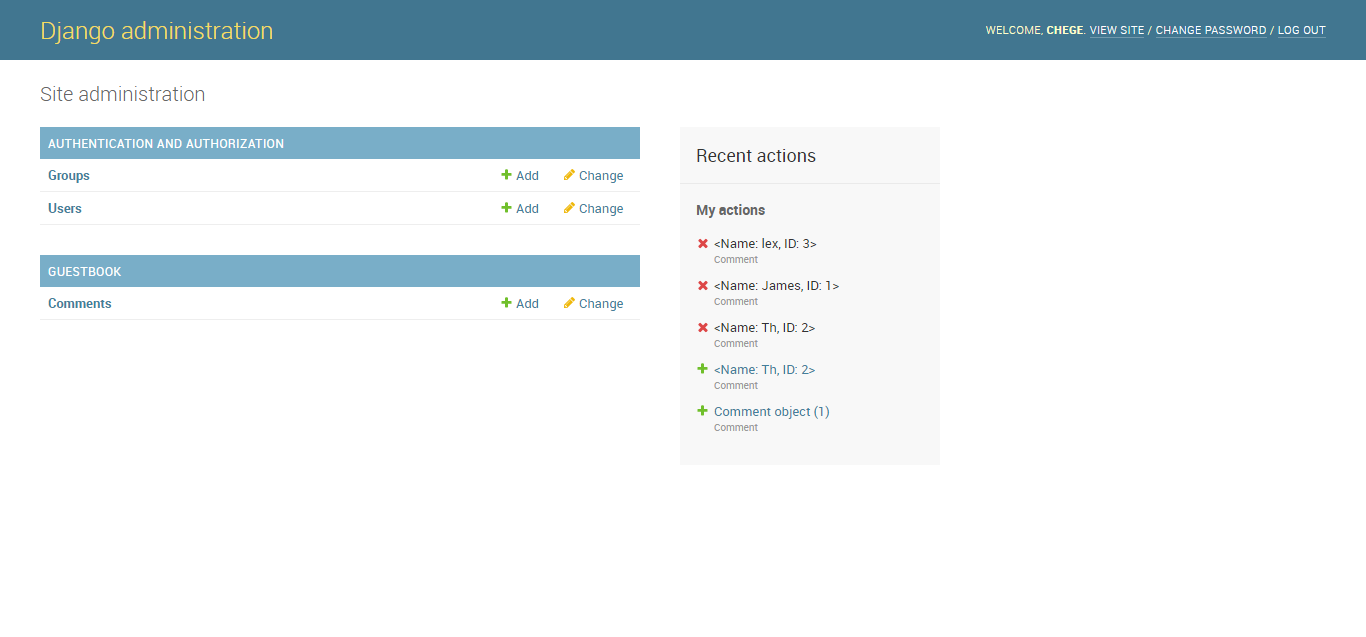 Django administration
WELCOME, CHEGE. VIEW SITE / CHANGE PASSWORD / LOG OUT
Site administration
AUTHENTICATION AND AUTHORIZATION
Groups Add Change
Users Add Change
GUESTBOOK
Comments Add Change
Recent actions
My actions
<Name: lex, ID: 3>
Comment
<Name: James, ID: 1>
Comment
<Name: Th, ID: 2>
Comment
<Name: Th, ID: 2>
Comment
Comment object (1)
Comment